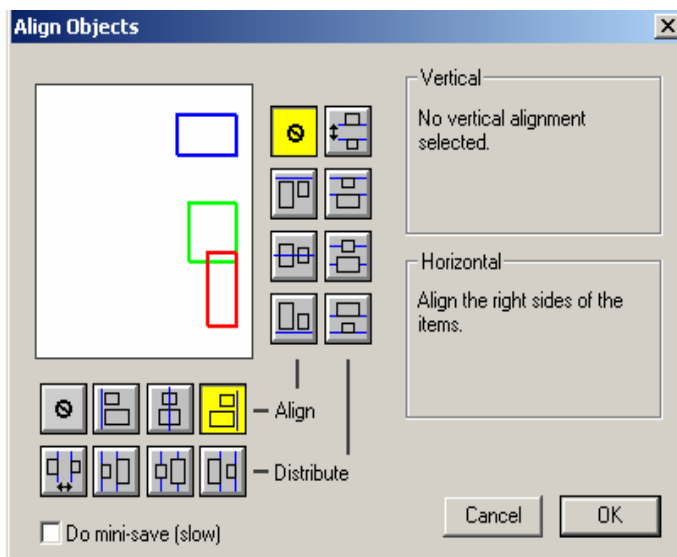 Align Objects
Vertical
No vertical alignment
selected.
Horizontal
Align the right sides of the
items.
Align
Distribute
Do mini-save (slow)
Cancel
OK